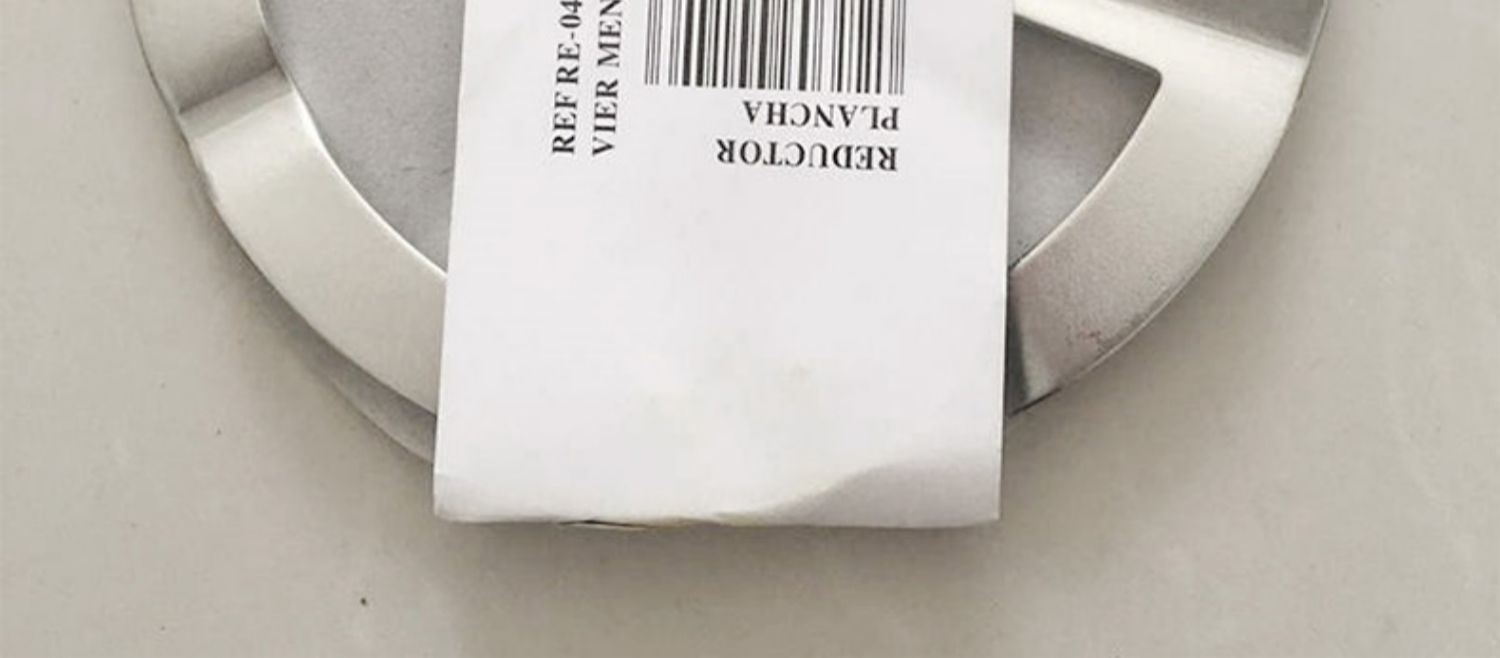 REDUCTOR
PLANCHA
REF RE-04
VIER MEN